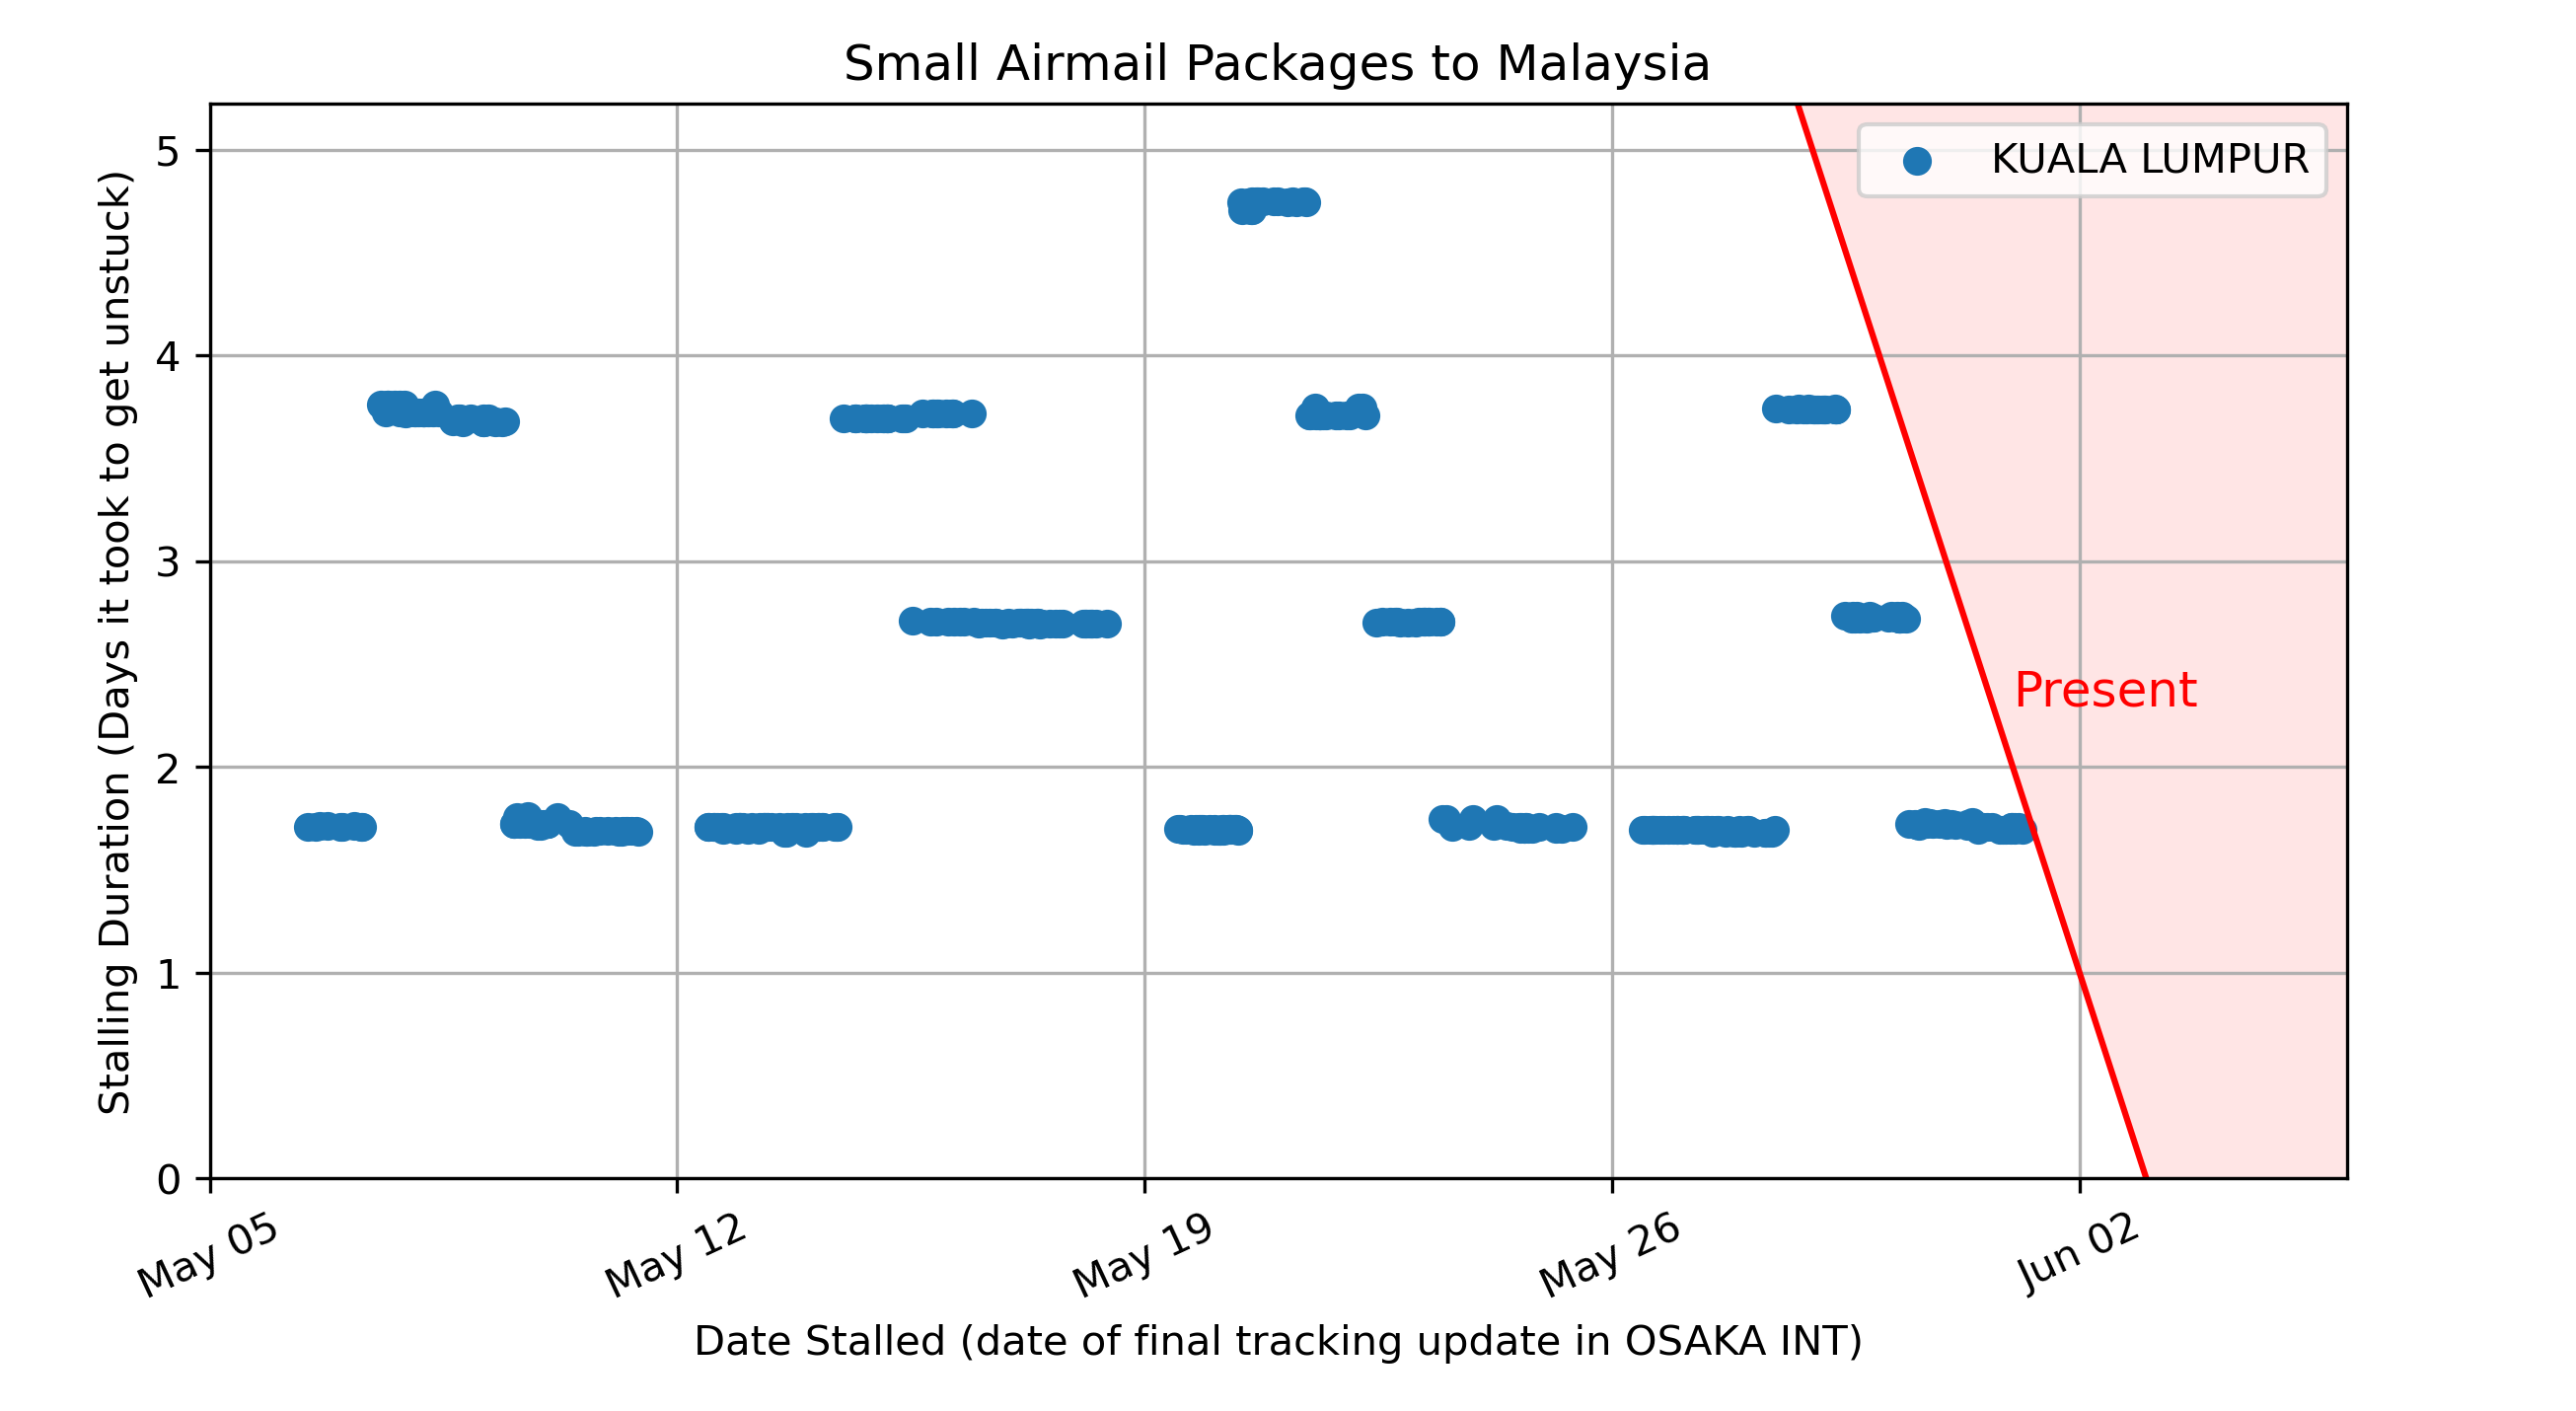 Small Airmail Packages to Malaysia
KUALA LUMPUR
Stalling Duration (Days it took to get unstuck)
5
4
3
2
1
0
Present
May 05
May 12
May 19
May 26
Jun 02
Date Stalled (date of final tracking update in OSAKA INT)